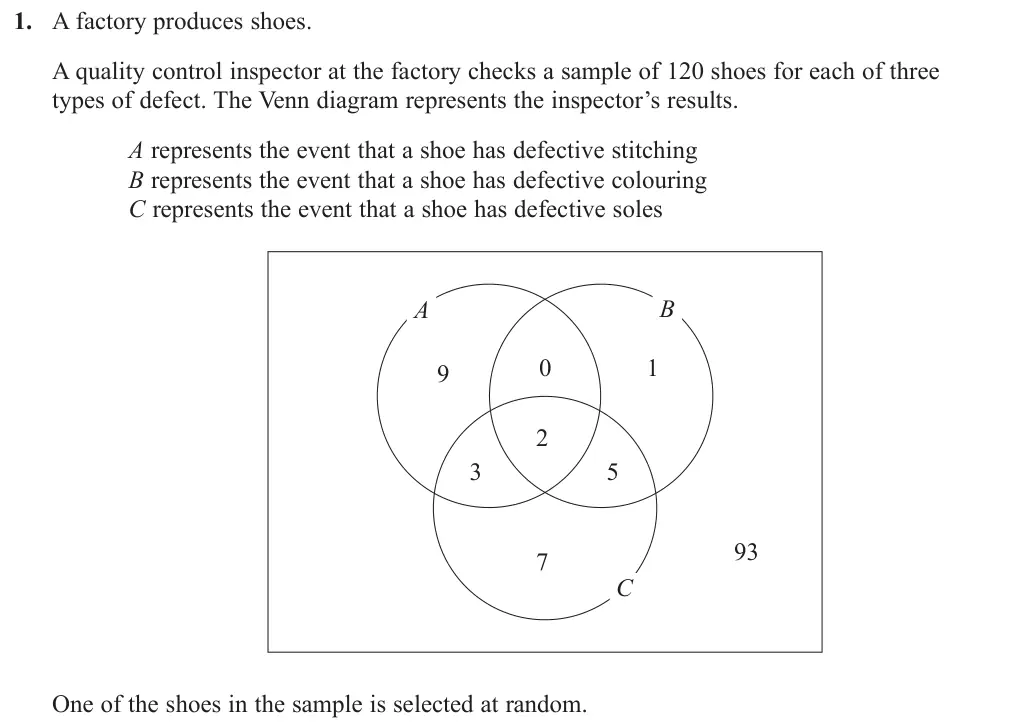 1. A factory produces shoes.
A quality control inspector at the factory checks a sample of 120 shoes for each of three
types of defect. The Venn diagram represents the inspector’s results.
A represents the event that a shoe has defective stitching
B represents the event that a shoe has defective colouring
C represents the event that a shoe has defective soles
A B
9 0 1
2
3 5
93
7
C
One of the shoes in the sample is selected at random.